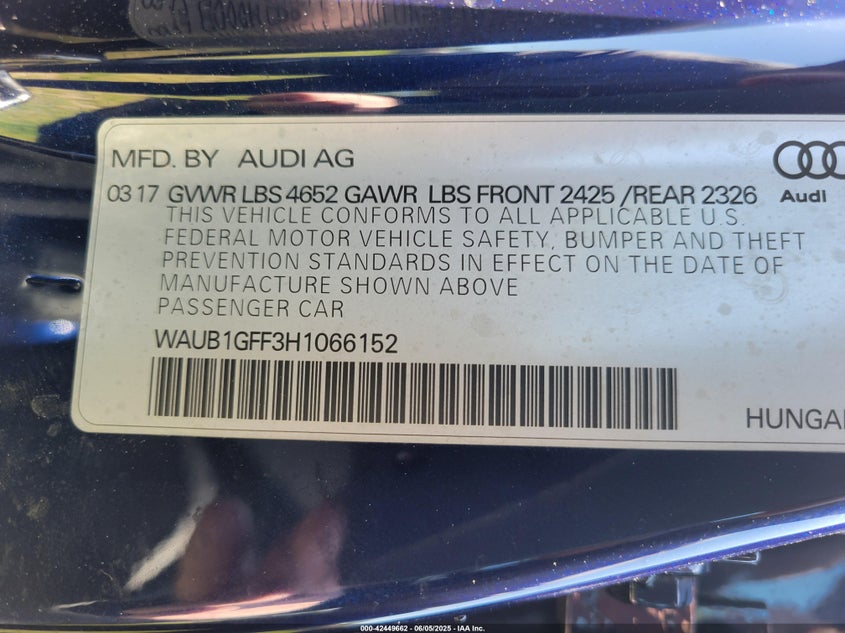 MFD. BY AUDI AG
Audi
03 17 GVWR LBS 4652 GAWR LBS FRONT 2425 /REAR 2326
THIS VEHICLE CONFORMS TO ALL APPLICABLE U.S.
FEDERAL MOTOR VEHICLE SAFETY, BUMPER AND THEFT
PREVENTION STANDARDS IN EFFECT ON THE DATE OF
MANUFACTURE SHOWN ABOVE
PASSENGER CAR
WAUB1GFF3H1066152
HUNGA
000-42449662 - 06/05/2025 - IAA Inc.